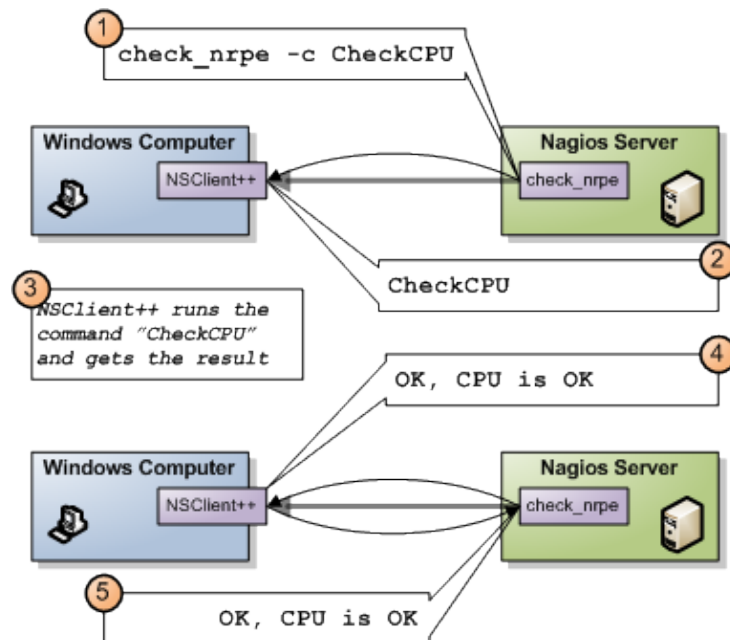 1
check_nrpe -c CheckCPU
Windows Computer
NSClient++
Nagios Server
check_nrpe
2
CheckCPU
3
NSClient++ runs the
command "CheckCPU"
and gets the result
4
OK, CPU is OK
Windows Computer
NSClient++
Nagios Server
check_nrpe
5
OK, CPU is OK